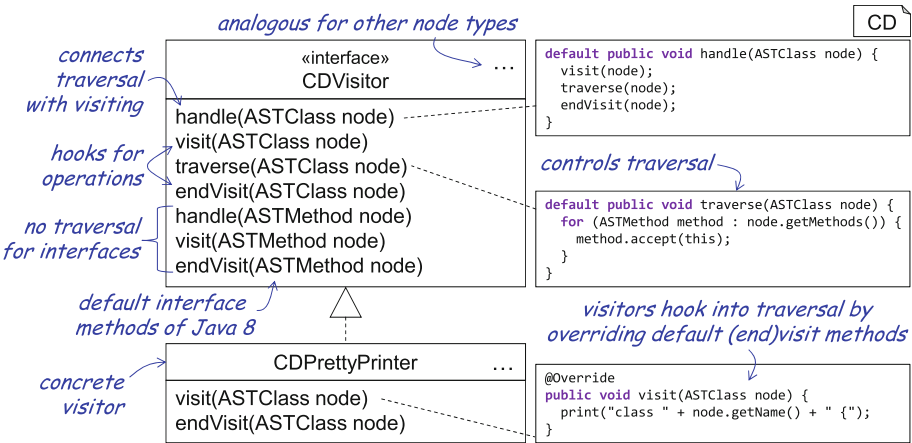 analogous for other node types
CD
connects
traversal
with visiting
«interface»
CDVisitor
...
handle(ASTClass node)
visit(ASTClass node)
traverse(ASTClass node)
endVisit(ASTClass node)
handle(ASTMethod node)
visit(ASTMethod node)
endVisit(ASTMethod node)
hooks for
operations
no traversal
for interfaces
default interface
methods of Java 8
default public void handle(ASTClass node) {
visit(node);
traverse(node);
endVisit(node);
}
controls traversal
default public void traverse(ASTClass node) {
for (ASTMethod method : node.getMethods()) {
method.accept(this);
}
}
visitors hook into traversal by
overriding default (end)visit methods
concrete
visitor
CDPrettyPrinter
...
visit(ASTClass node)
endVisit(ASTClass node)
@Override
public void visit(ASTClass node) {
print("class " + node.getName() + " {");
}